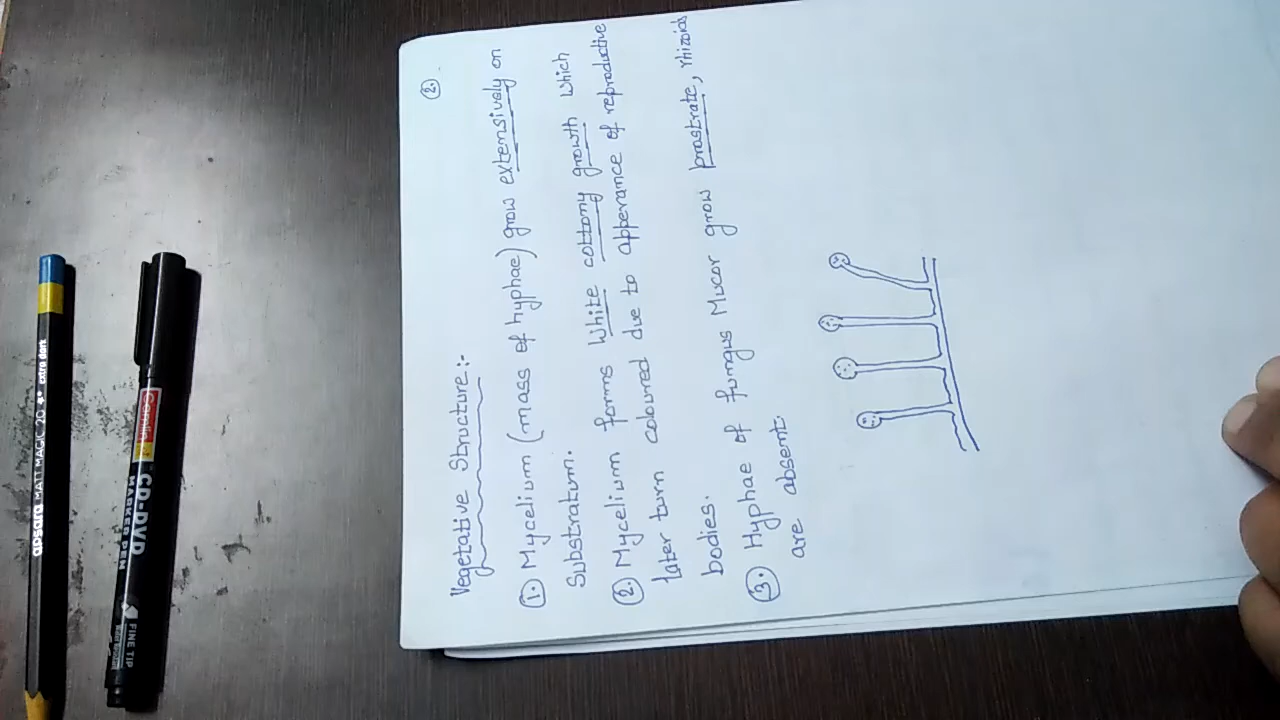 2.
Vegetative Structure:-
1. Mycelium (mass of hyphae) grow extensively on
Substratum.
2. Mycelium forms White cottony growth which
later turn coloured due to apperance of reproductive
bodies.
3. Hyphae of fungus Mucor grow prostrate, rhizoids
are absent.
apsara MATT MAGIC 2.0 extra dark
Camlin
CD-DVD
MARKER PEN
FINE TIP